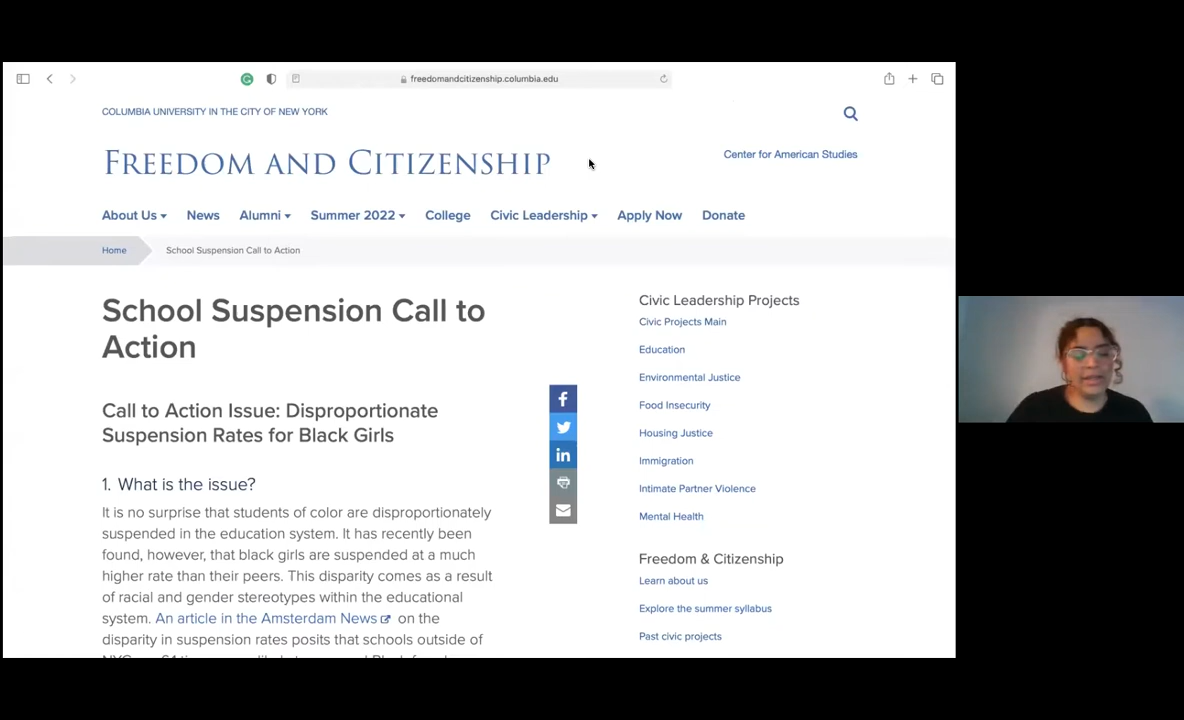 freedomandcitizenship.columbia.edu
COLUMBIA UNIVERSITY IN THE CITY OF NEW YORK
FREEDOM AND CITIZENSHIP
Center for American Studies
About Us News Alumni Summer 2022 College Civic Leadership Apply Now Donate
Home School Suspension Call to Action
School Suspension Call to
Action
Call to Action Issue: Disproportionate
Suspension Rates for Black Girls
1. What is the issue?
It is no surprise that students of color are disproportionately
suspended in the education system. It has recently been
found, however, that black girls are suspended at a much
higher rate than their peers. This disparity comes as a result
of racial and gender stereotypes within the educational
system. An article in the Amsterdam News on the
disparity in suspension rates posits that schools outside of
f
in
Civic Leadership Projects
Civic Projects Main
Education
Environmental Justice
Food Insecurity
Housing Justice
Immigration
Intimate Partner Violence
Mental Health
Freedom & Citizenship
Learn about us
Explore the summer syllabus
Past civic projects